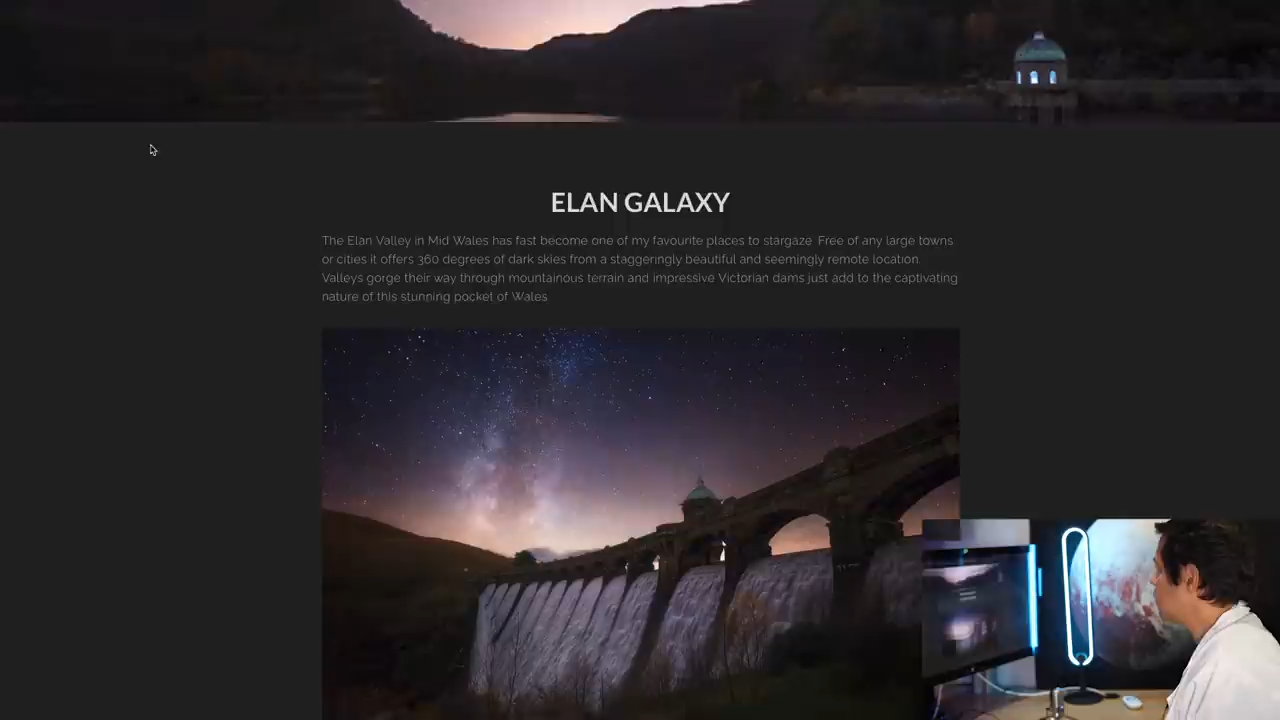 ELAN GALAXY
The Elan Valley in Mid Wales has fast become one of my favourite places to stargaze. Free of any large towns
or cities it offers 360 degrees of dark skies from a staggeringly beautiful and seemingly remote location.
Valleys gorge their way through mountainous terrain and impressive Victorian dams just add to the captivating
nature of this stunning pocket of Wales.